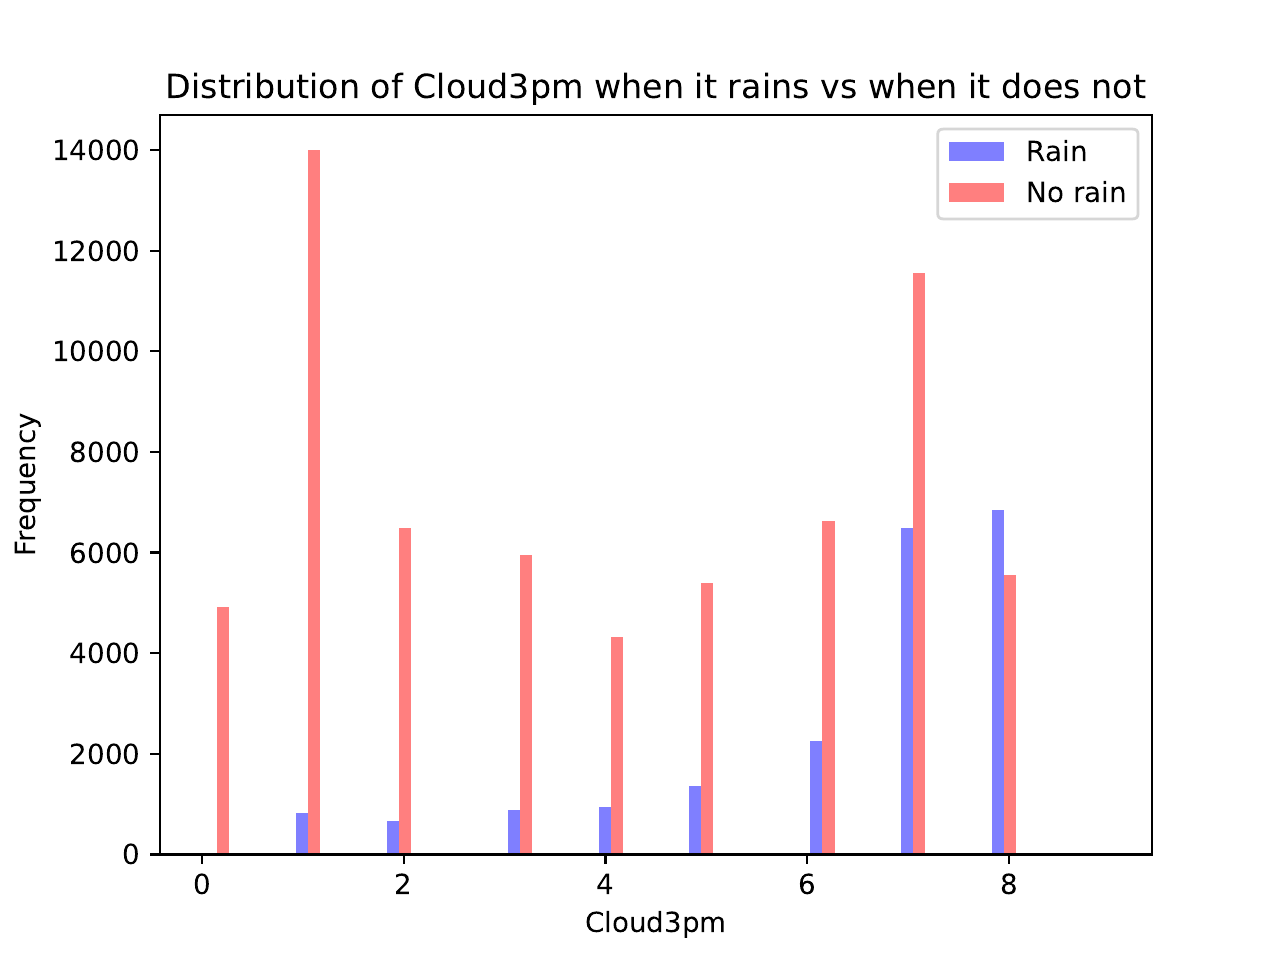 Distribution of Cloud3pm when it rains vs when it does not
Rain
No rain
14000
12000
10000
8000
6000
4000
2000
0
Frequency
0 2 4 6 8
Cloud3pm